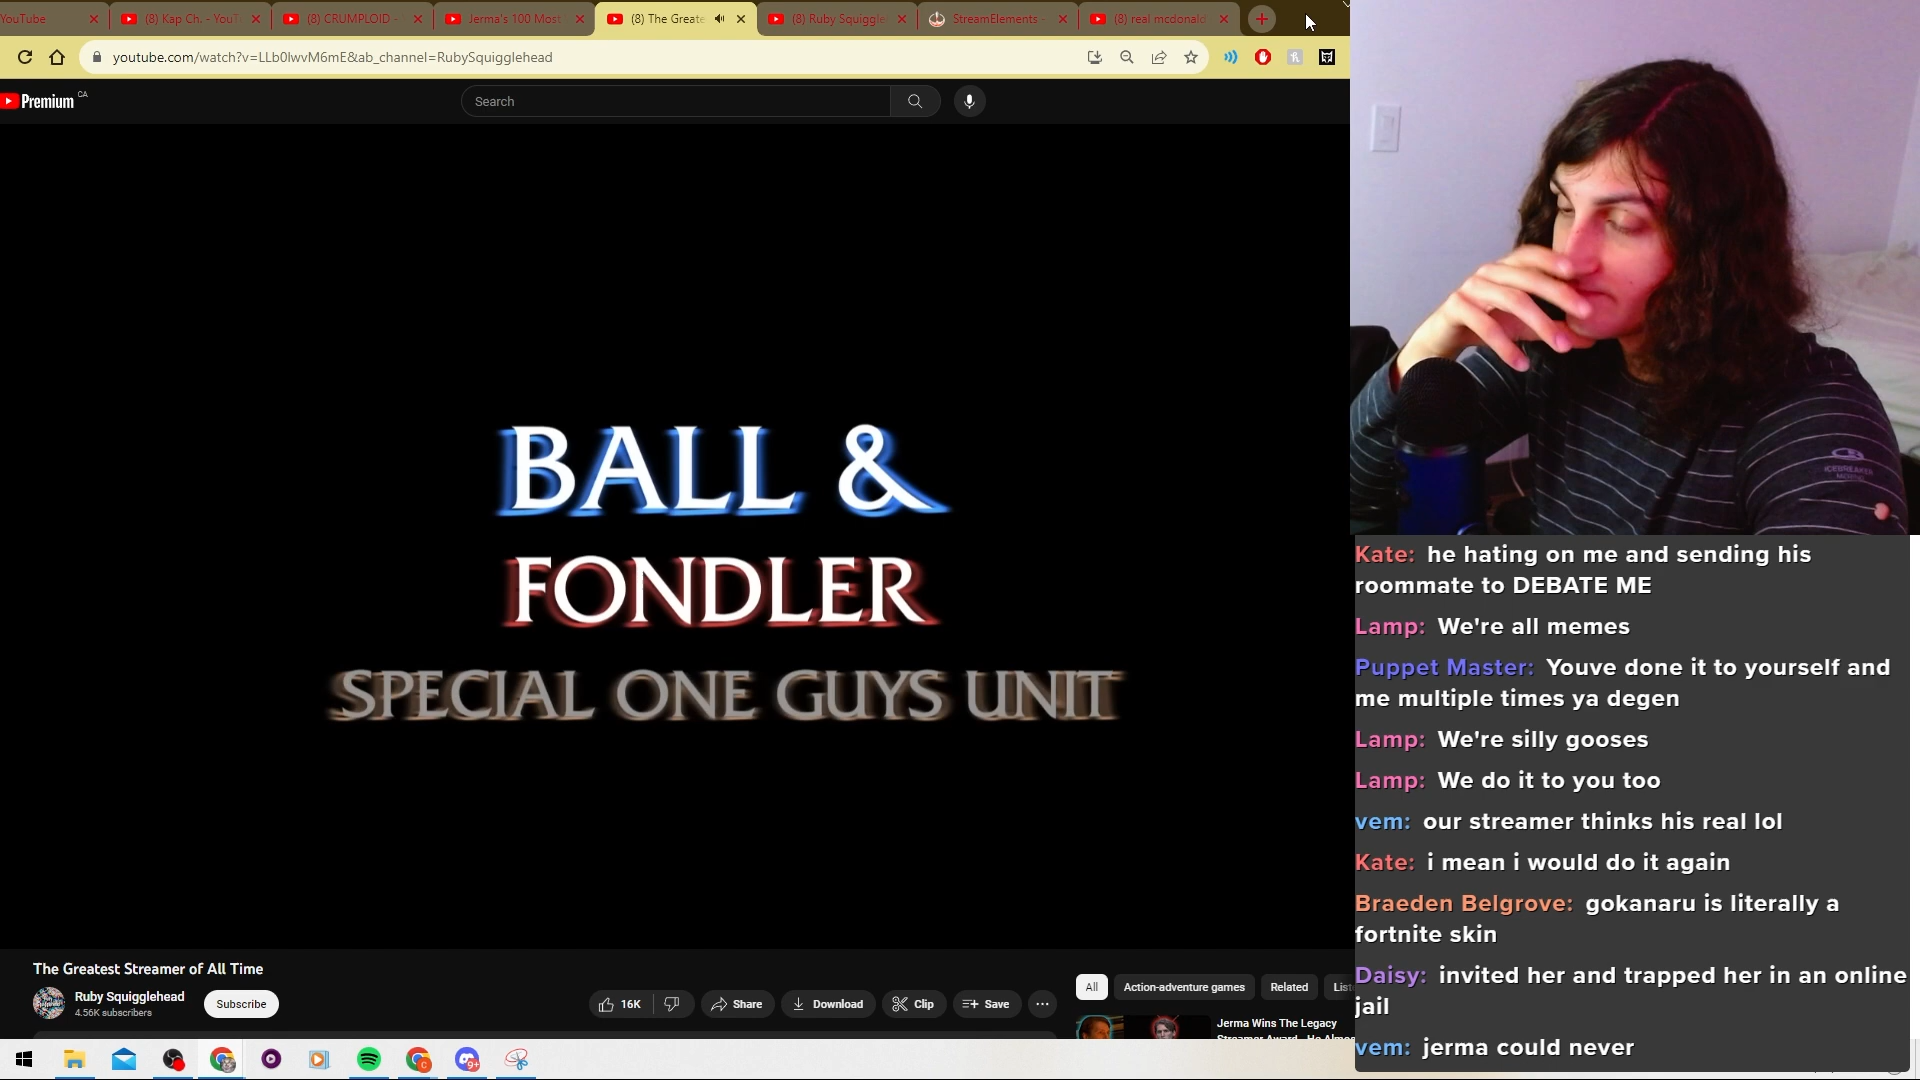 YouTube
(8) Kap Ch. - YouT
(8) CRUMPLOID -
Jerma's 100 Most
(8) The Greate
(8) Ruby Squiggle
StreamElements -
(8) real mcdonald
youtube.com/watch?v=LLb0lwvM6mE&ab_channel=RubySquigglehead
Premium CA
Search
BALL &
FONDLER
SPECIAL ONE GUYS UNIT
The Greatest Streamer of All Time
Ruby Squigglehead
4.56K subscribers
Subscribe
16K
Share
Download
Clip
Save
All
Action-adventure games
Related
Jerma Wins The Legacy
9+
ICEBREAKER
Kate: he hating on me and sending his
roommate to DEBATE ME
Lamp: We're all memes
Puppet Master: Youve done it to yourself and
me multiple times ya degen
Lamp: We're silly gooses
Lamp: We do it to you too
vem: our streamer thinks his real lol
Kate: i mean i would do it again
Braeden Belgrove: gokanaru is literally a
fortnite skin
Daisy: invited her and trapped her in an online
jail
vem: jerma could never